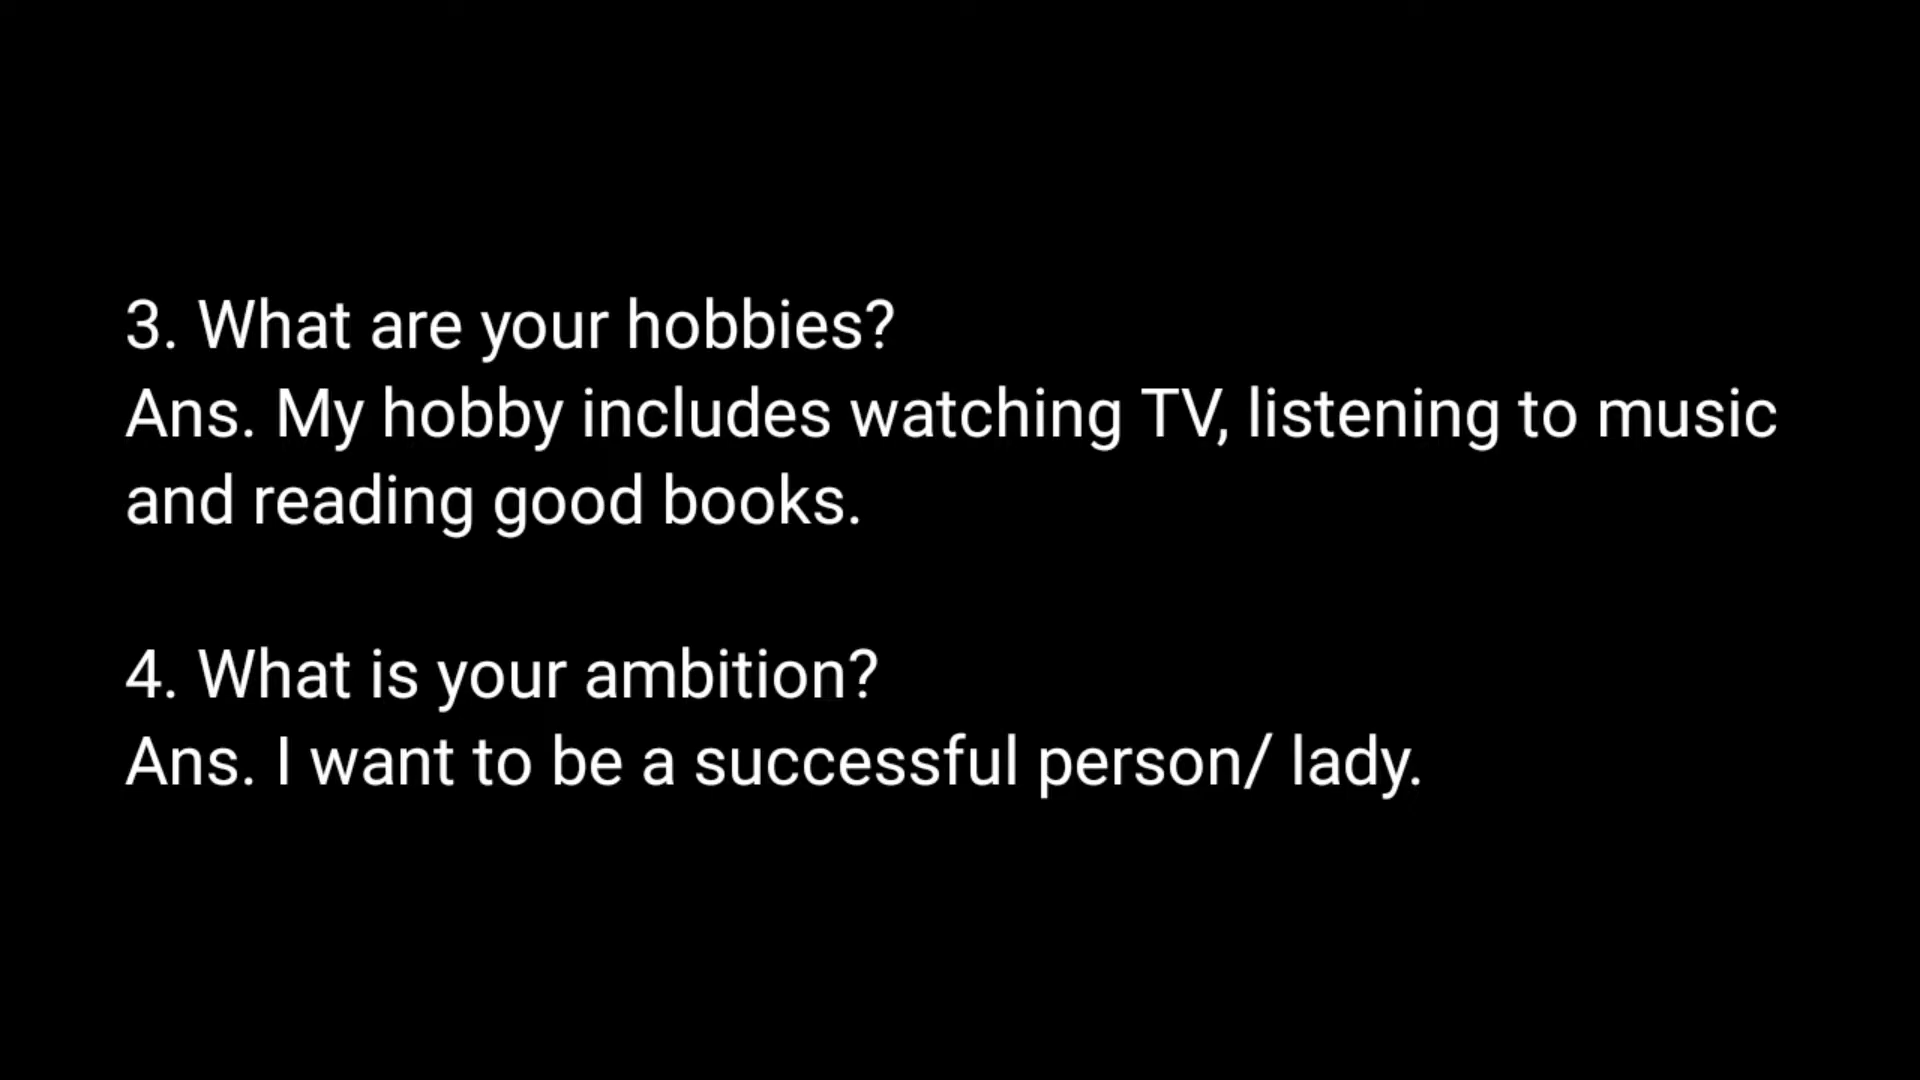 3. What are your hobbies?
Ans. My hobby includes watching TV, listening to music
and reading good books.
4. What is your ambition?
Ans. I want to be a successful person/ lady.